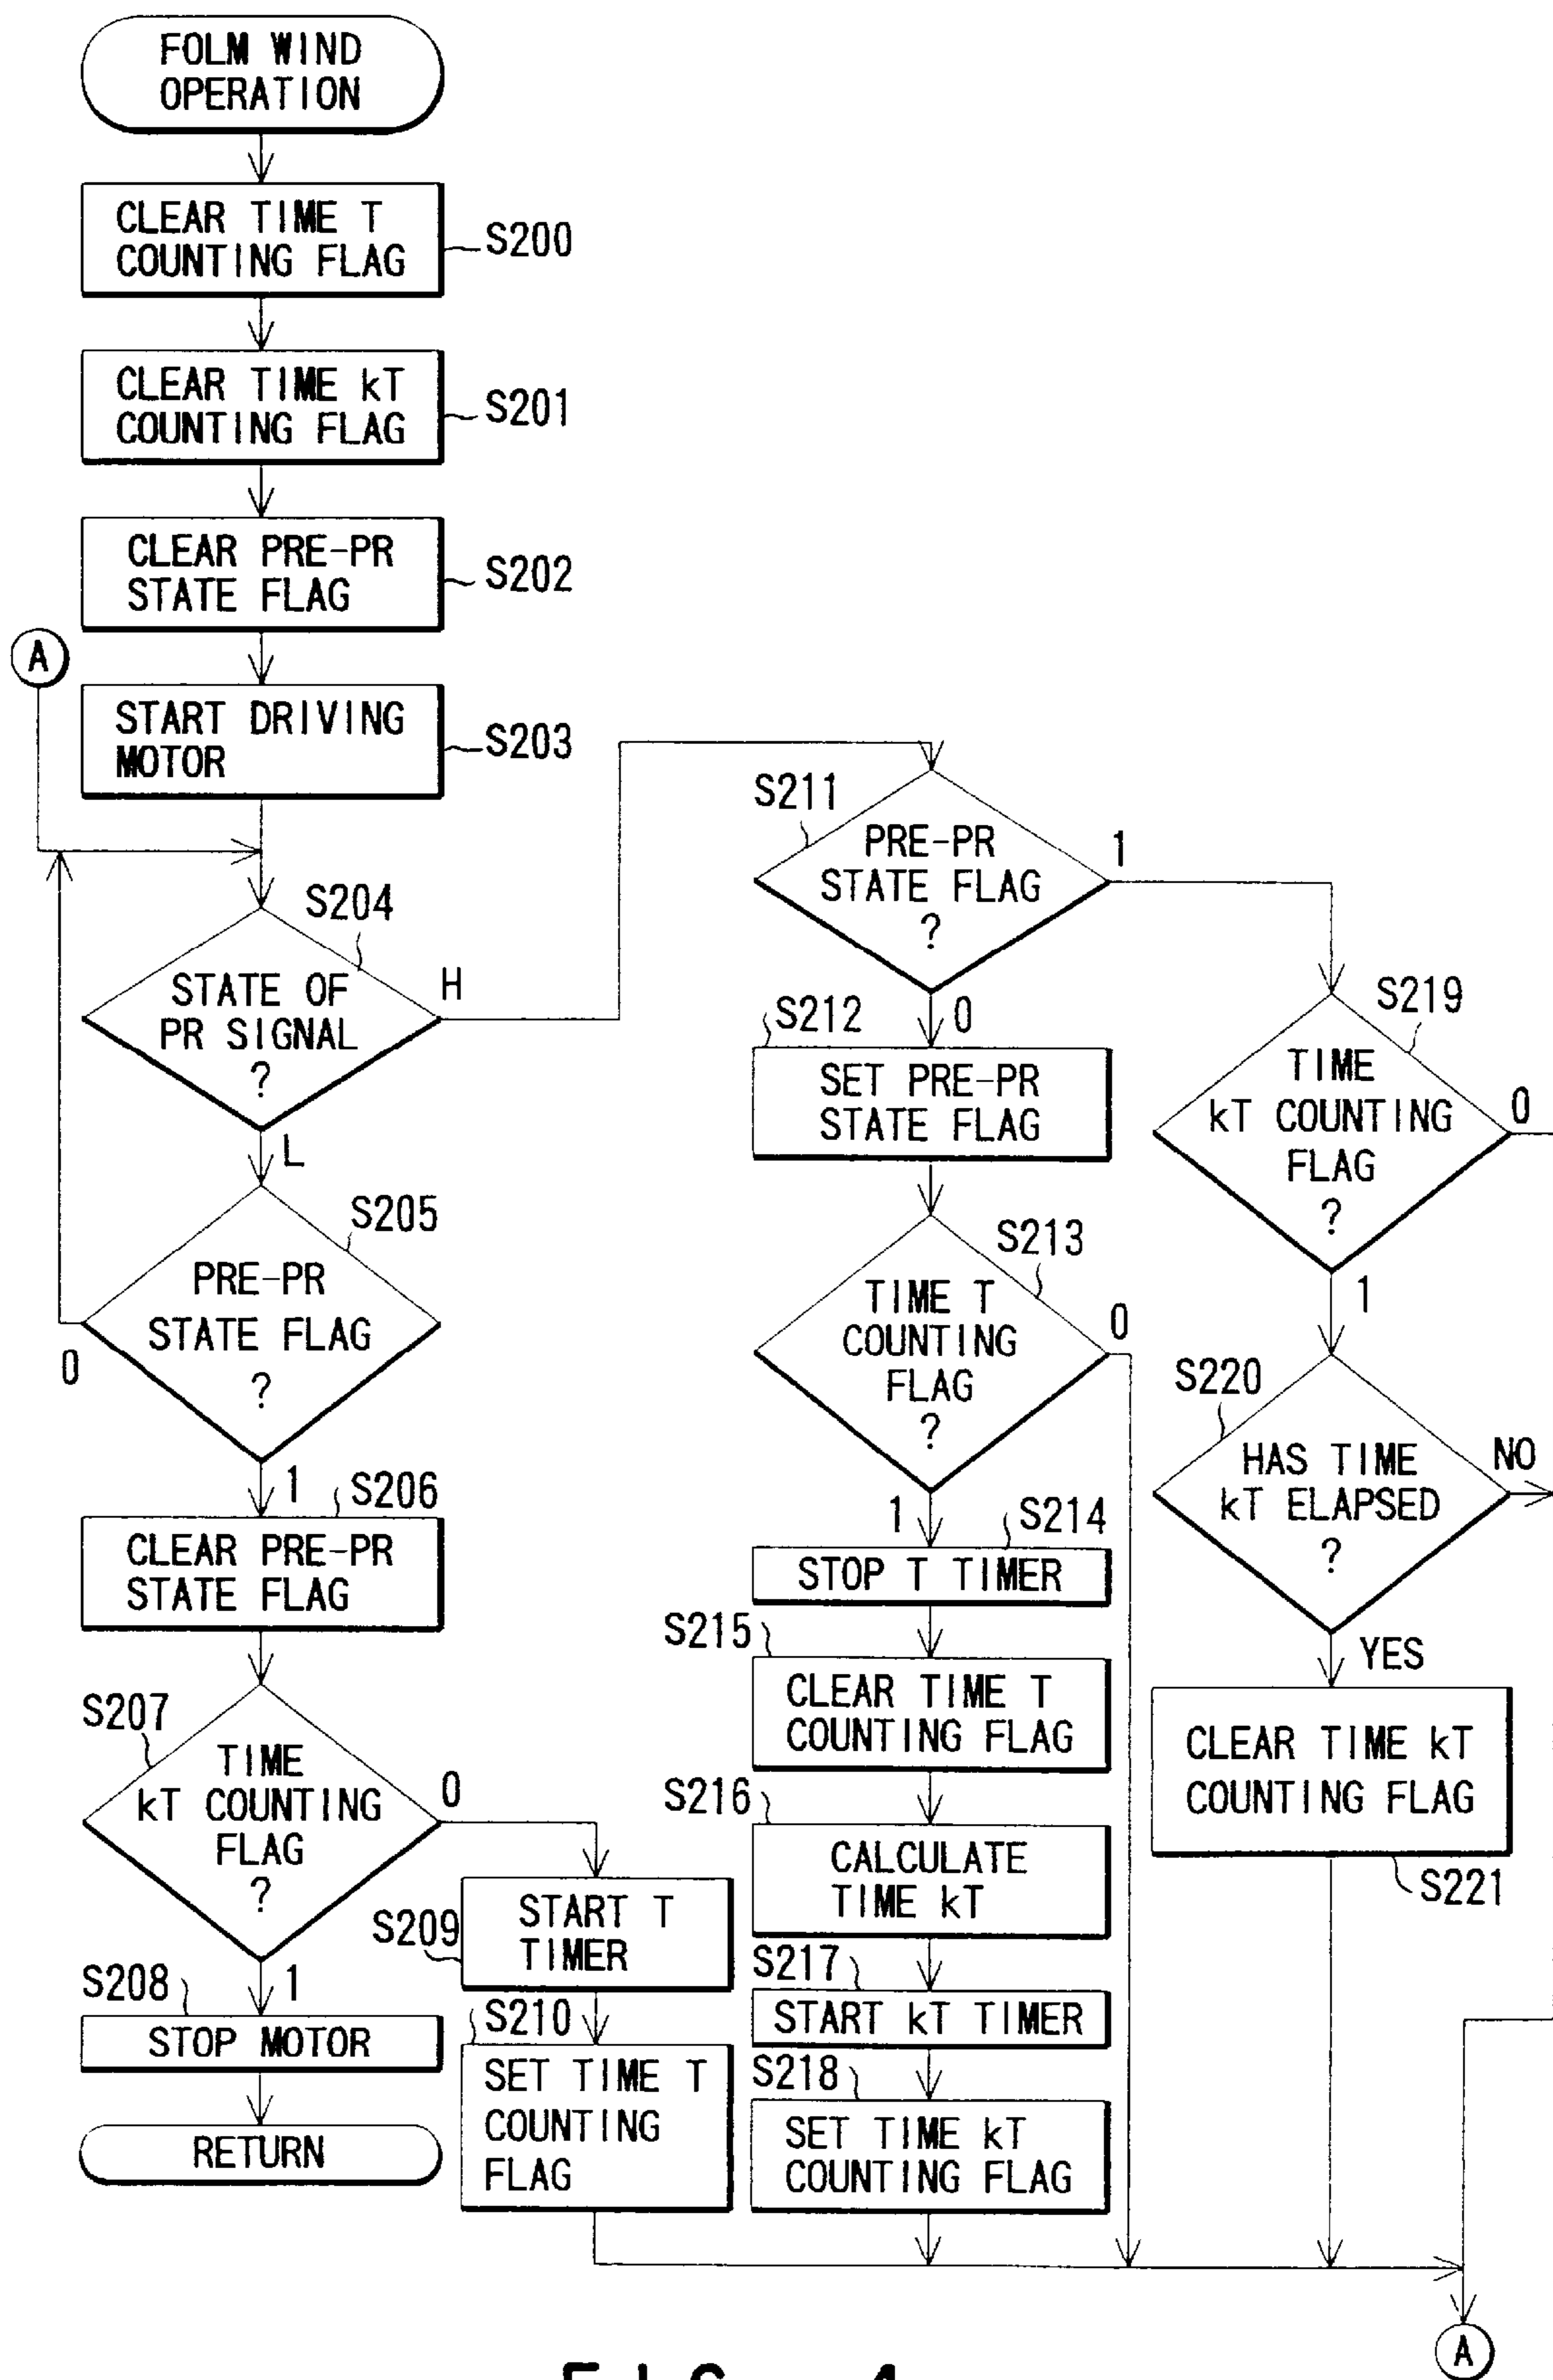 FOLM WIND
OPERATION
CLEAR TIME T
COUNTING FLAG
S200
CLEAR TIME kT
COUNTING FLAG
S201
CLEAR PRE-PR
STATE FLAG
S202
A
START DRIVING
MOTOR
S203
S204
STATE OF
PR SIGNAL
?
H
L
S205
PRE-PR
STATE FLAG
?
0
1
S206
CLEAR PRE-PR
STATE FLAG
S207
TIME
kT COUNTING
FLAG
?
0
1
S208
STOP MOTOR
RETURN
S209
START T
TIMER
S210
SET TIME T
COUNTING
FLAG
S211
PRE-PR
STATE FLAG
?
1
0
S212
SET PRE-PR
STATE FLAG
S213
TIME T
COUNTING
FLAG
?
0
1
S214
STOP T TIMER
S215
CLEAR TIME T
COUNTING FLAG
S216
CALCULATE
TIME kT
S217
START kT TIMER
S218
SET TIME kT
COUNTING FLAG
S219
TIME
kT COUNTING
FLAG
?
0
1
S220
HAS TIME
kT ELAPSED
?
NO
YES
CLEAR TIME kT
COUNTING FLAG
S221
A